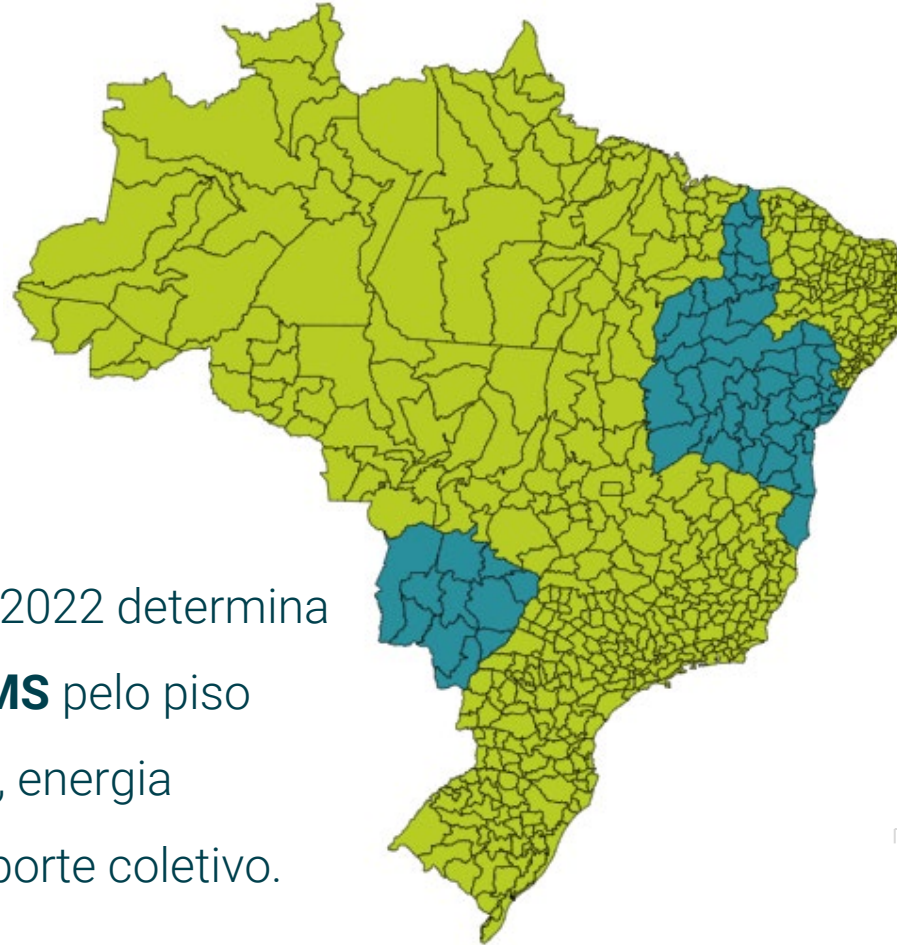 2022 determina
MS pelo piso
, energia
porte coletivo.